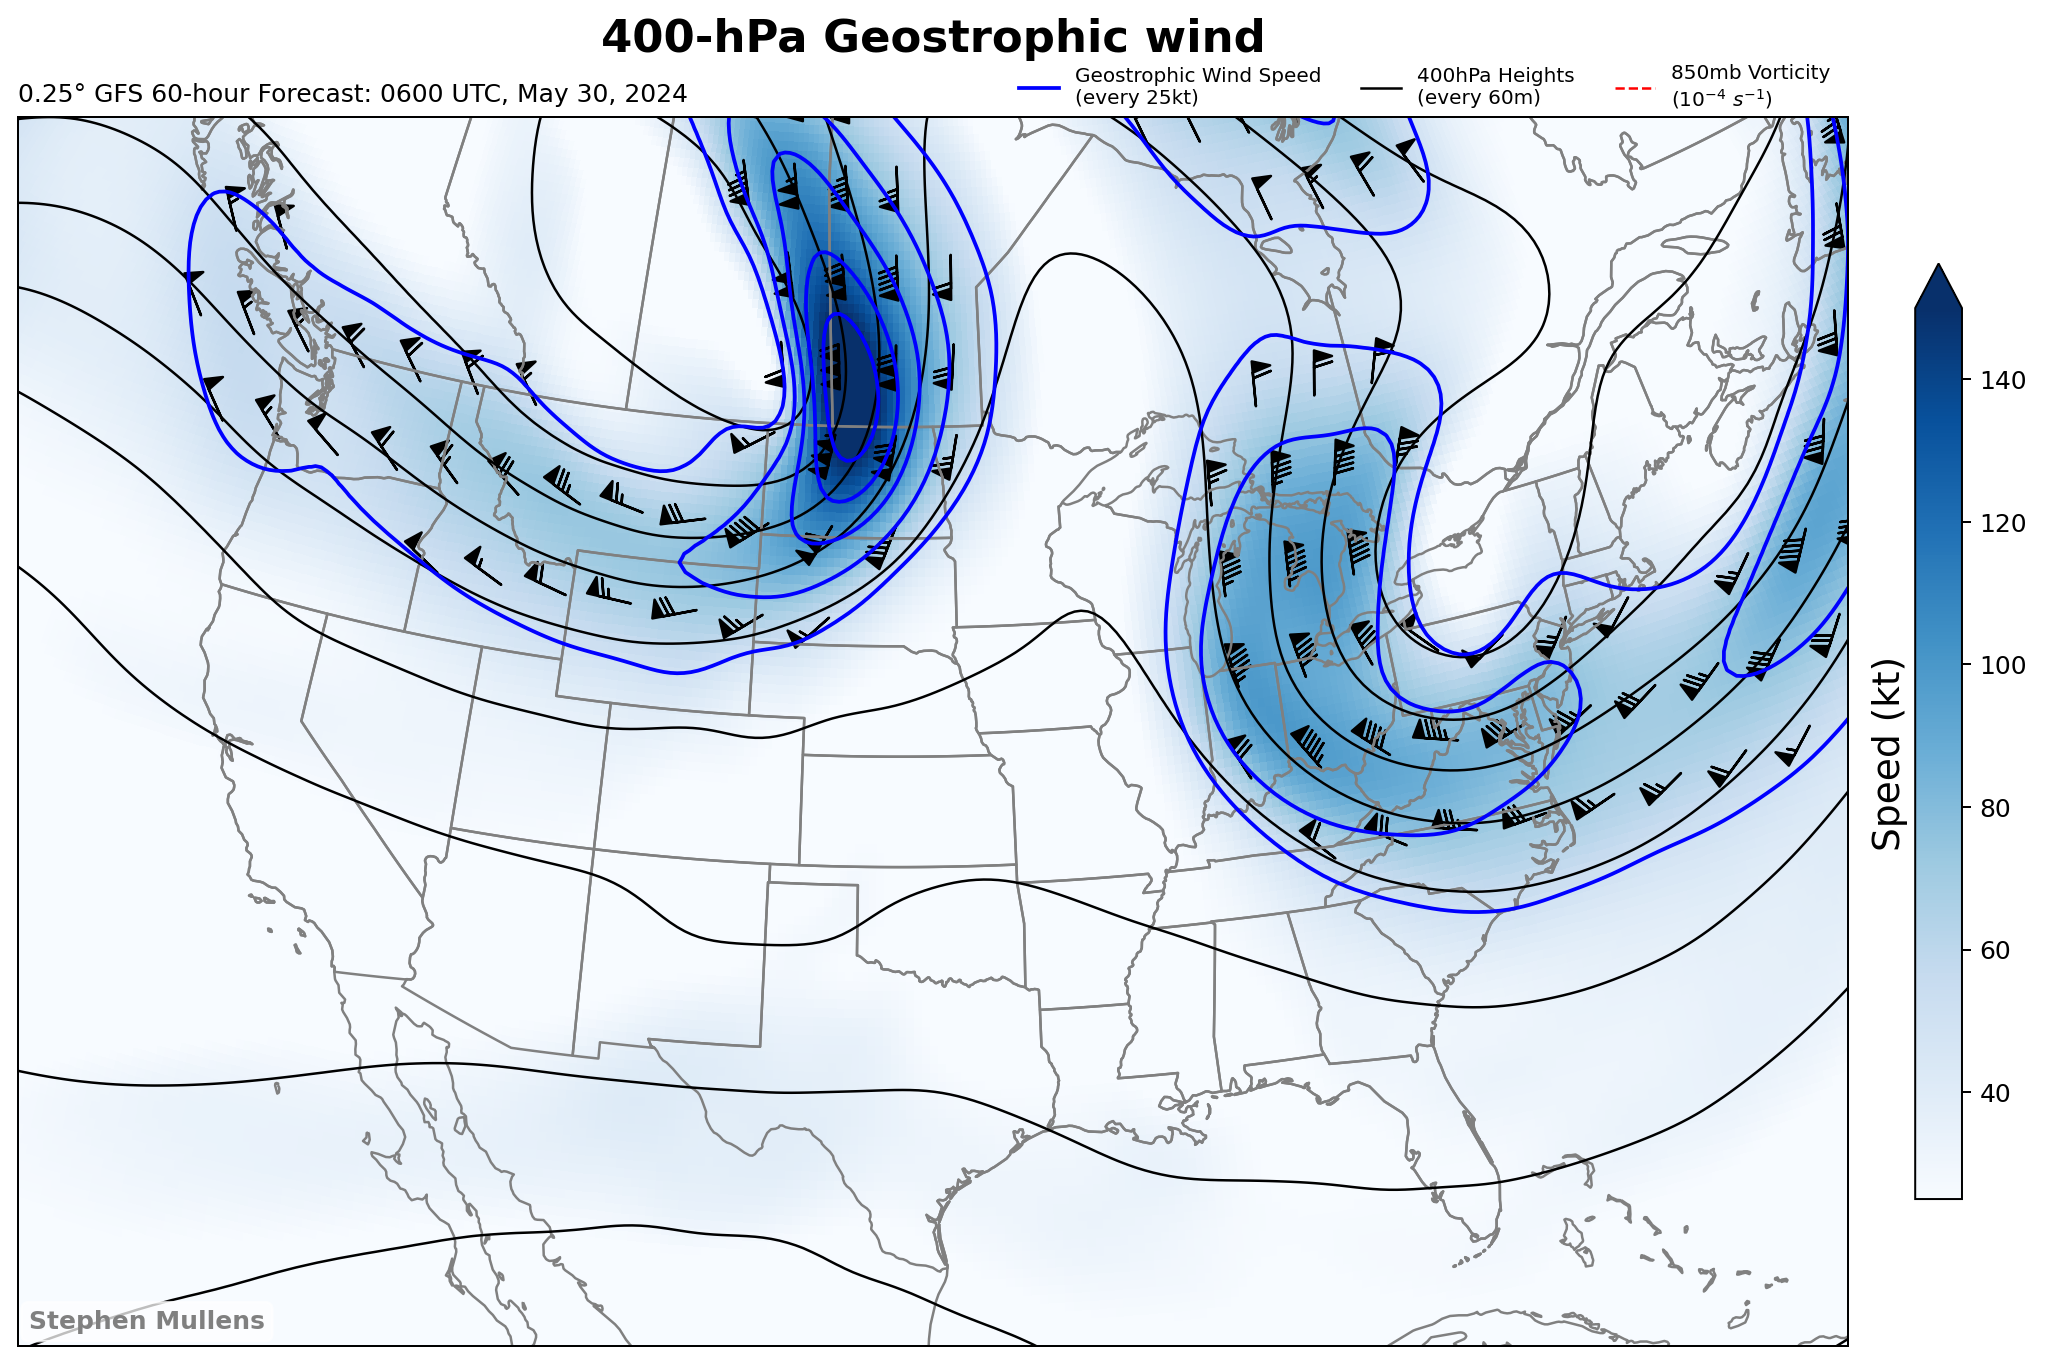 400-hPa Geostrophic wind
0.25° GFS 60-hour Forecast: 0600 UTC, May 30, 2024
Geostrophic Wind Speed
(every 25kt)
400hPa Heights
(every 60m)
850mb Vorticity
(10⁻⁴ s⁻¹)
140
120
100
80
60
40
Speed (kt)
Stephen Mullens